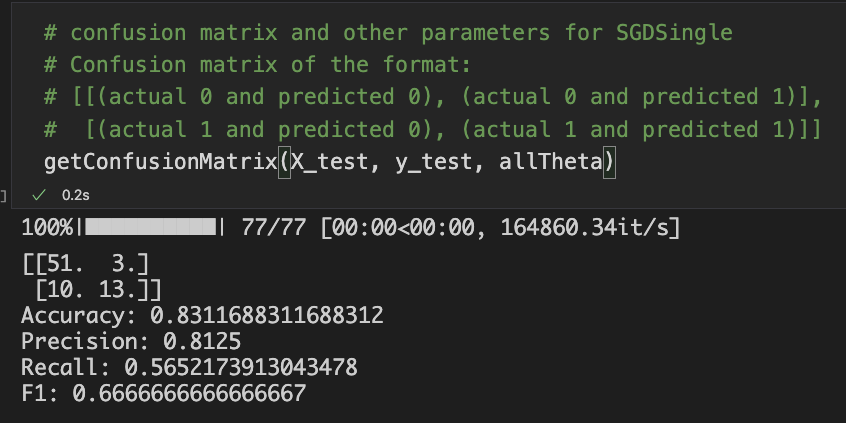 # confusion matrix and other parameters for SGDSingle
# Confusion matrix of the format:
# [[(actual 0 and predicted 0), (actual 0 and predicted 1)],
#  [(actual 1 and predicted 0), (actual 1 and predicted 1)]]
getConfusionMatrix(X_test, y_test, allTheta)
] ✓ 0.2s
100%|██████████| 77/77 [00:00<00:00, 164860.34it/s]
[[51.  3.]
 [10. 13.]]
Accuracy: 0.8311688311688312
Precision: 0.8125
Recall: 0.5652173913043478
F1: 0.6666666666666667